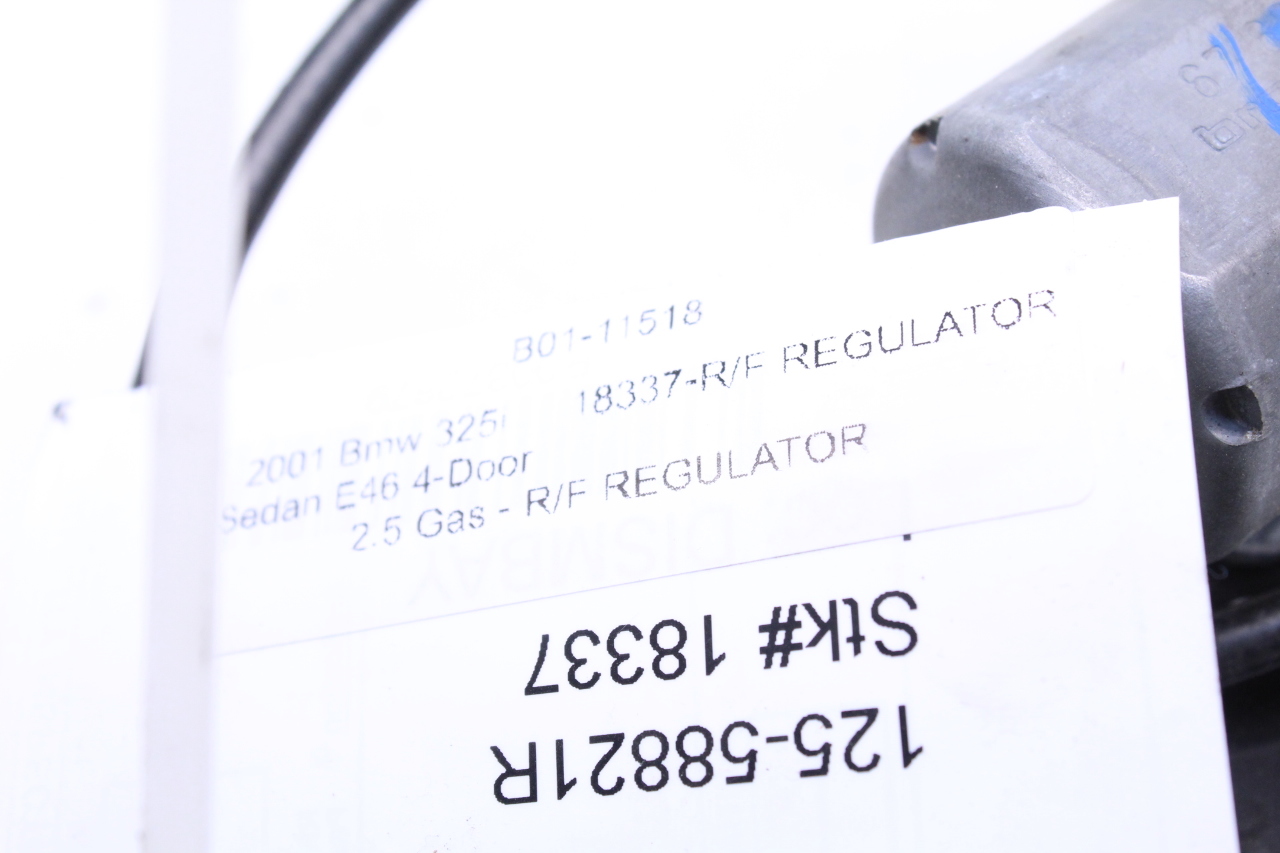 B01-11518
18337-R/F REGULATOR
2001 Bmw 325i
Sedan E46 4-Door
2.5 Gas - R/F REGULATOR
DISMBAY
Stk# 18337
125-58821R